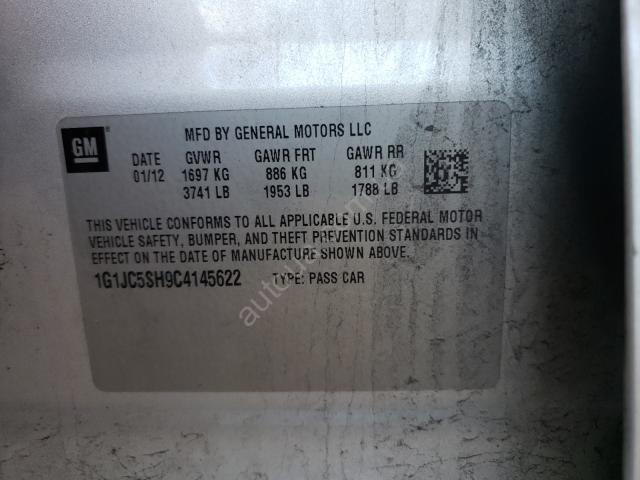 GM
®
MFD BY GENERAL MOTORS LLC
DATE GVWR GAWR FRT GAWR RR
01/12 1697 KG 886 KG 811 KG
3741 LB 1953 LB 1788 LB
THIS VEHICLE CONFORMS TO ALL APPLICABLE U.S. FEDERAL MOTOR
VEHICLE SAFETY, BUMPER, AND THEFT PREVENTION STANDARDS IN
EFFECT ON THE DATE OF MANUFACTURE SHOWN ABOVE.
1G1JC5SH9C4145622 TYPE: PASS CAR